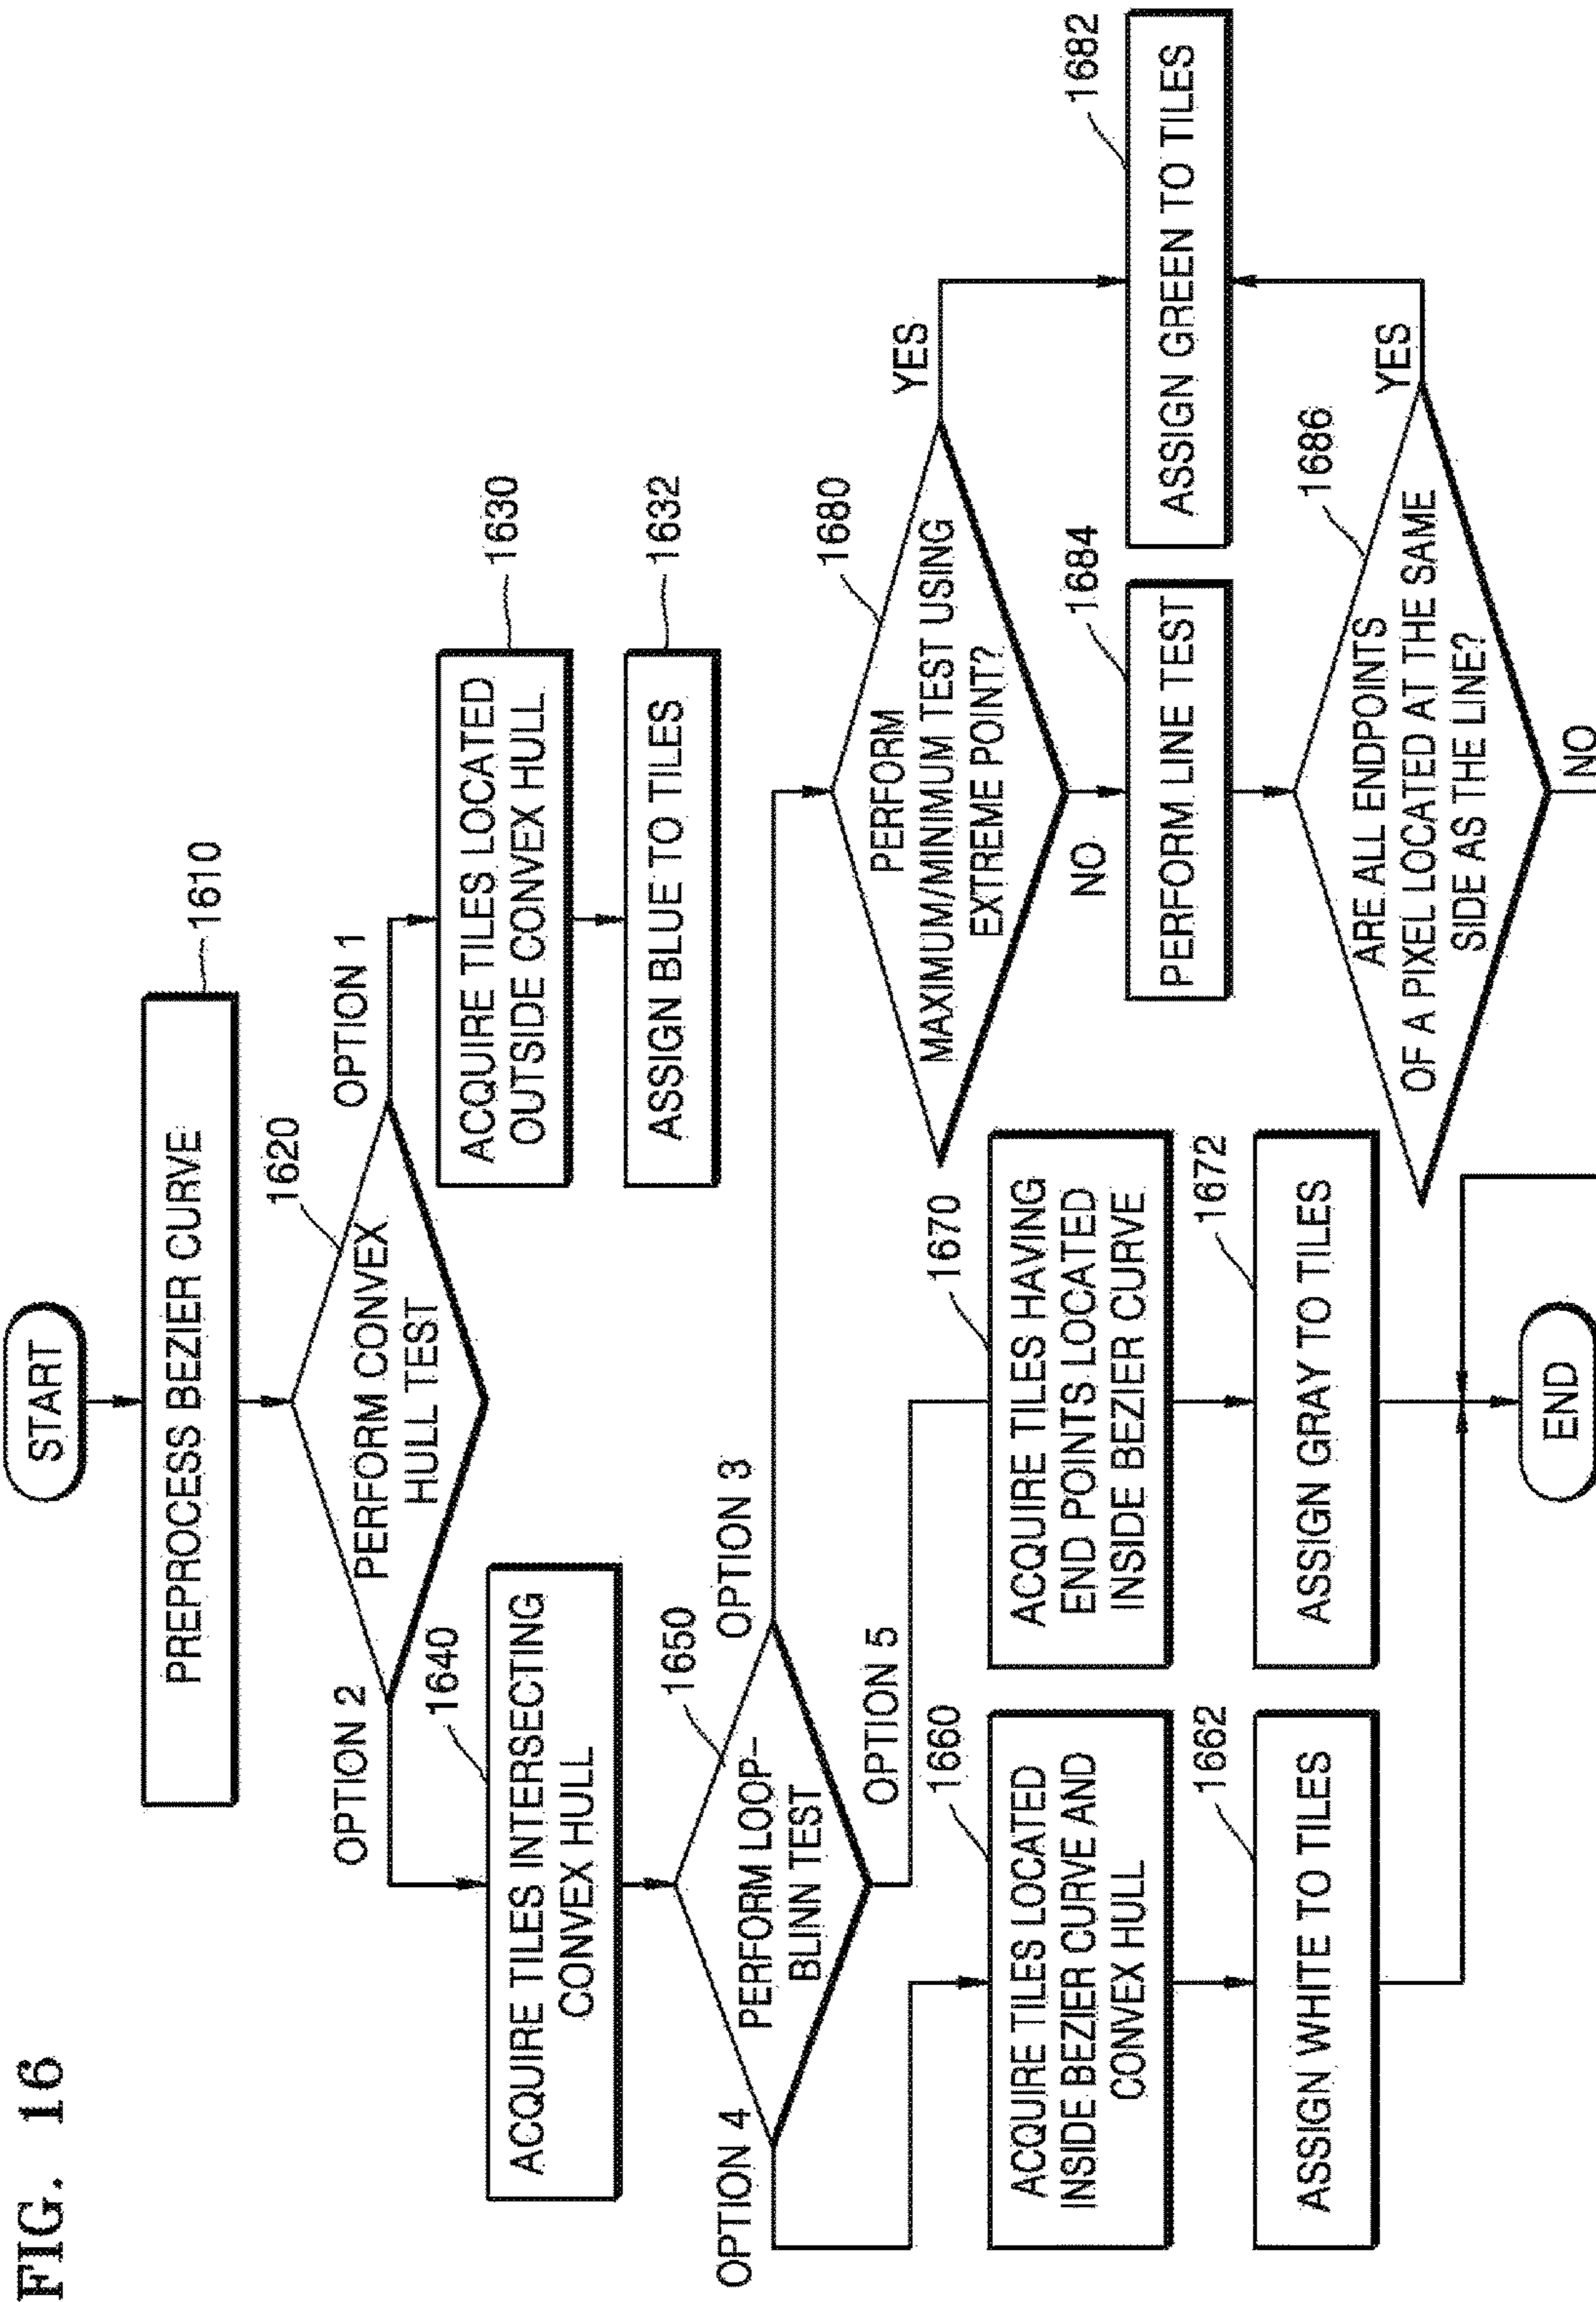 FIG. 16
START
PREPROCESS BEZIER CURVE
1610
PERFORM CONVEX
HULL TEST
1620
OPTION 2
OPTION 1
ACQUIRE TILES LOCATED
OUTSIDE CONVEX HULL
1630
ASSIGN BLUE TO TILES
1632
ACQUIRE TILES INTERSECTING
CONVEX HULL
1640
PERFORM LOOP-
BLINN TEST
1650
OPTION 4
OPTION 3
OPTION 5
ACQUIRE TILES LOCATED
INSIDE BEZIER CURVE AND
CONVEX HULL
1660
ASSIGN WHITE TO TILES
1662
ACQUIRE TILES HAVING
END POINTS LOCATED
INSIDE BEZIER CURVE
1670
ASSIGN GRAY TO TILES
1672
PERFORM
MAXIMUM/MINIMUM TEST USING
EXTREME POINT?
1680
YES
NO
ASSIGN GREEN TO TILES
1682
PERFORM LINE TEST
1684
ARE ALL ENDPOINTS
OF A PIXEL LOCATED AT THE SAME
SIDE AS THE LINE?
1686
YES
NO
END